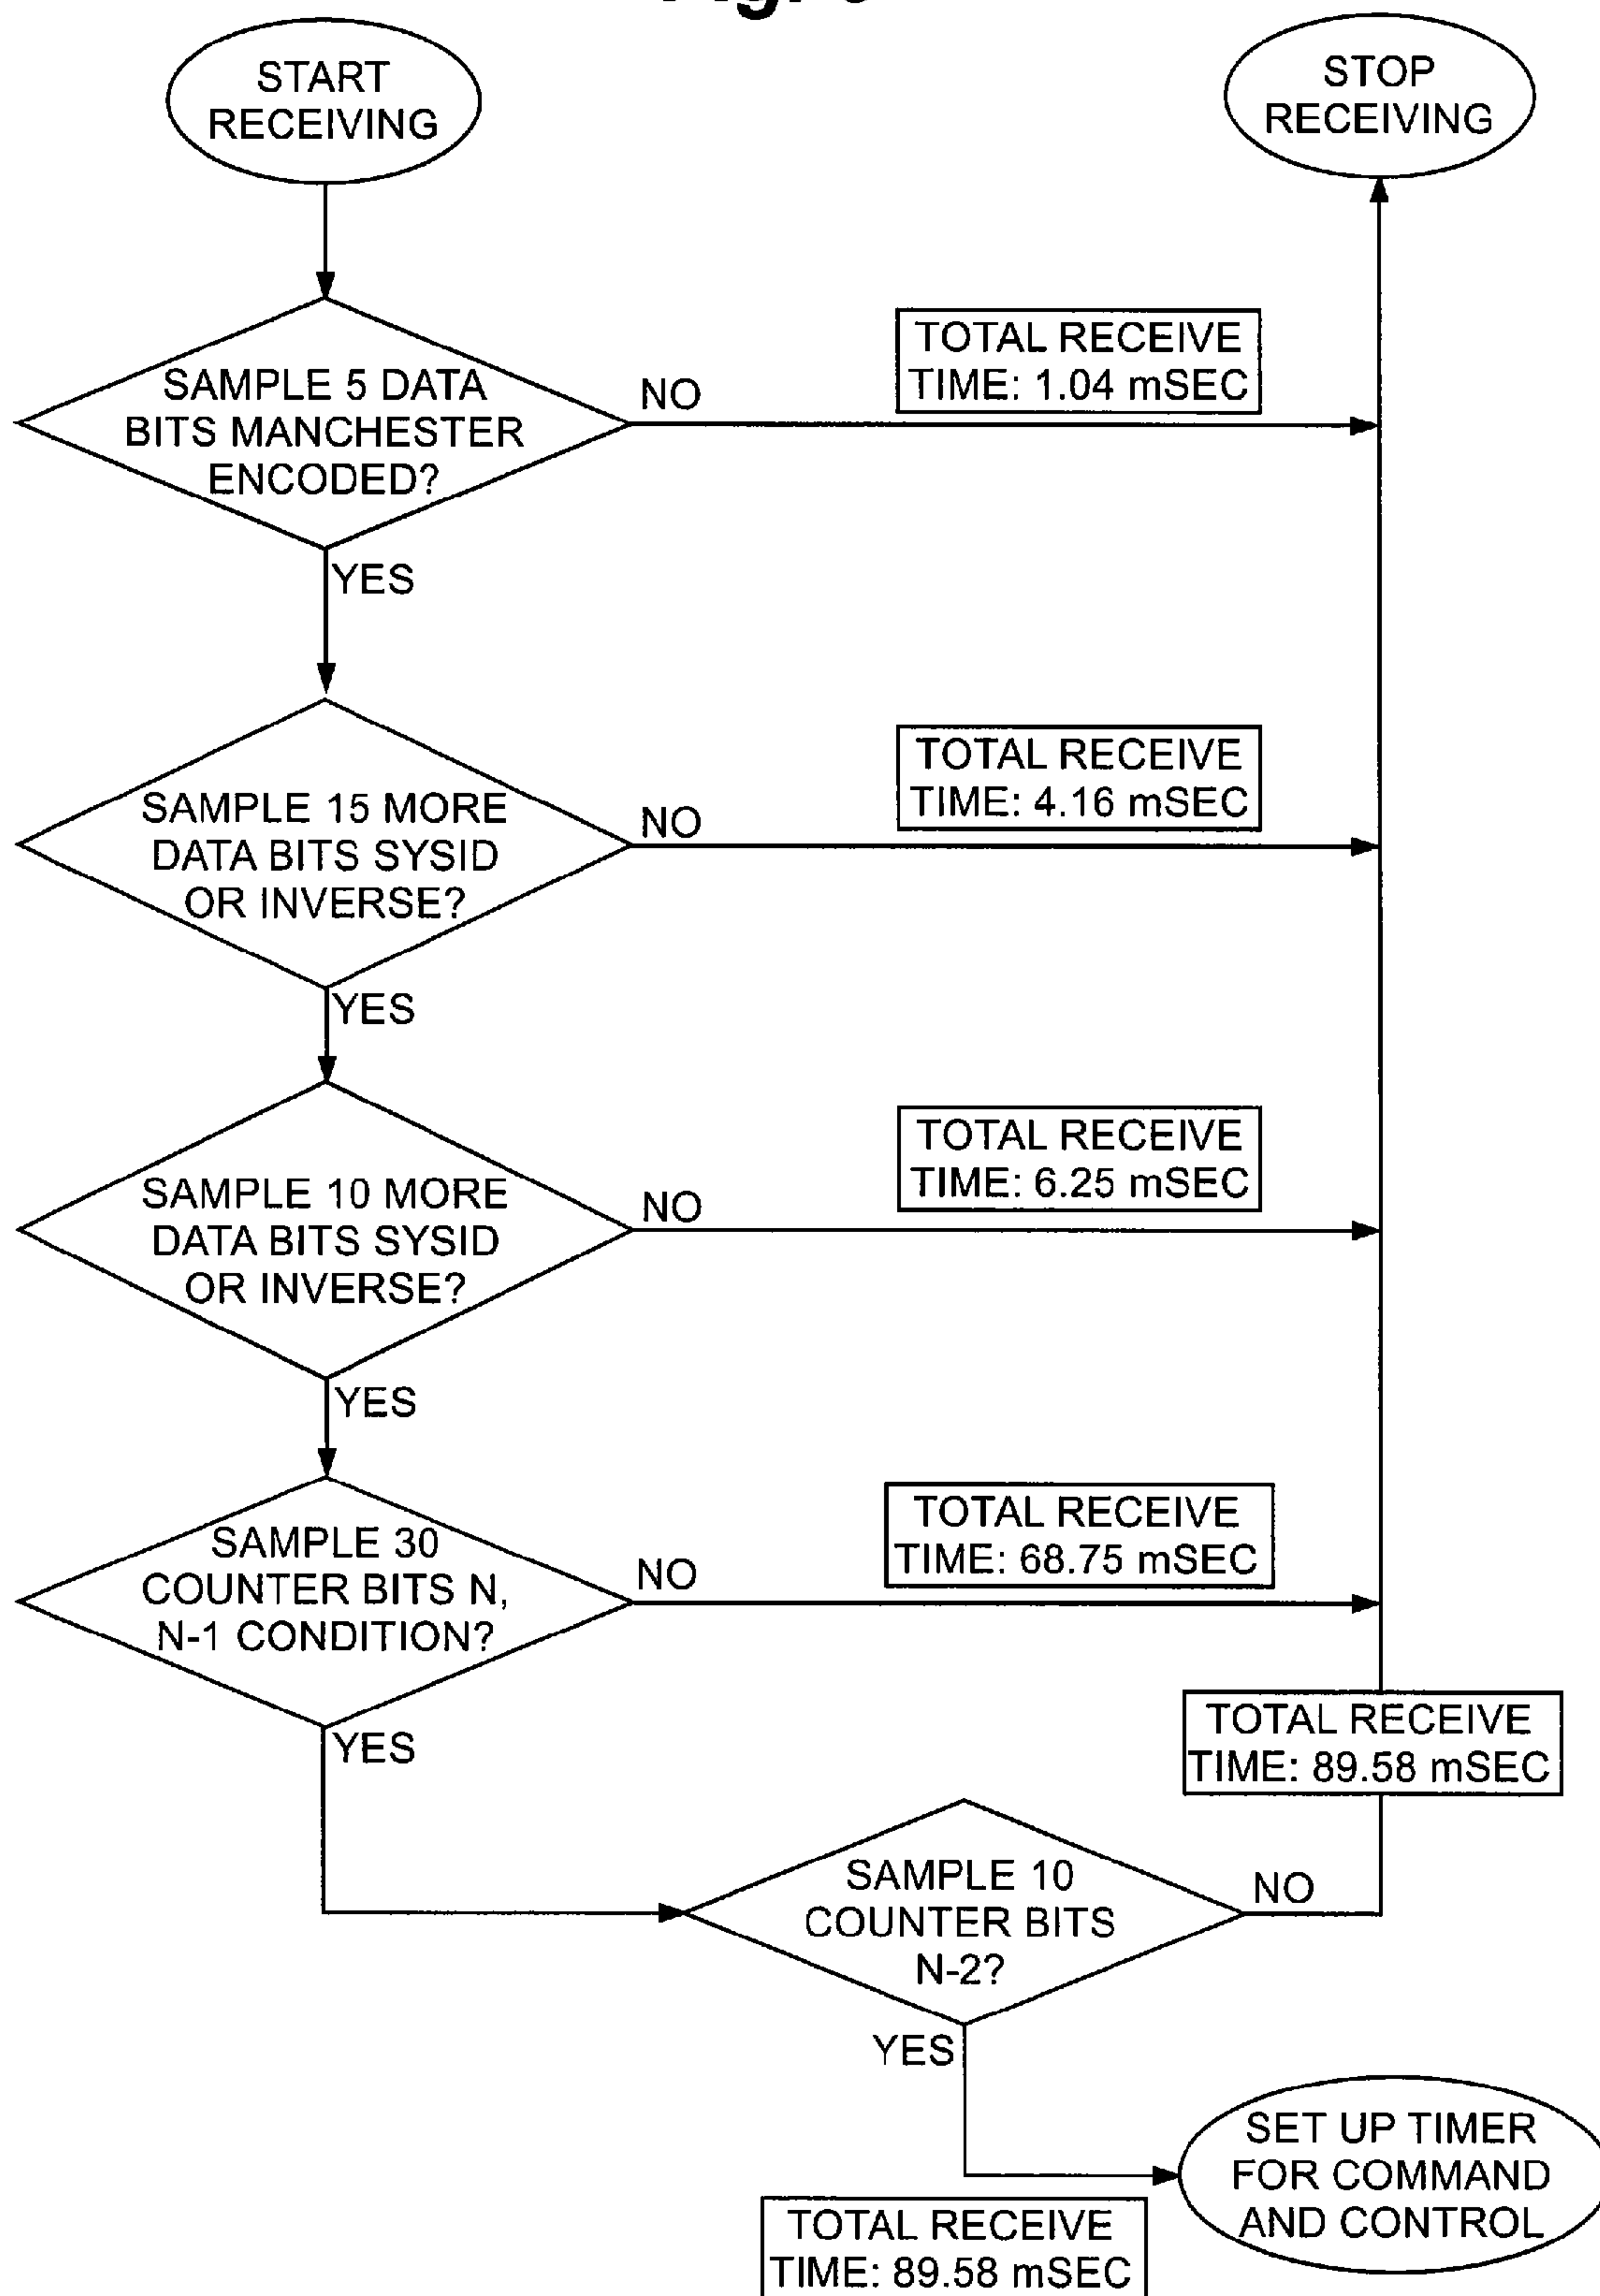 START
RECEIVING
STOP
RECEIVING
SAMPLE 5 DATA
BITS MANCHESTER
ENCODED?
NO
TOTAL RECEIVE
TIME: 1.04 mSEC
YES
SAMPLE 15 MORE
DATA BITS SYSID
OR INVERSE?
NO
TOTAL RECEIVE
TIME: 4.16 mSEC
YES
SAMPLE 10 MORE
DATA BITS SYSID
OR INVERSE?
NO
TOTAL RECEIVE
TIME: 6.25 mSEC
YES
SAMPLE 30
COUNTER BITS N,
N-1 CONDITION?
NO
TOTAL RECEIVE
TIME: 68.75 mSEC
YES
TOTAL RECEIVE
TIME: 89.58 mSEC
SAMPLE 10
COUNTER BITS
N-2?
NO
YES
SET UP TIMER
FOR COMMAND
AND CONTROL
TOTAL RECEIVE
TIME: 89.58 mSEC